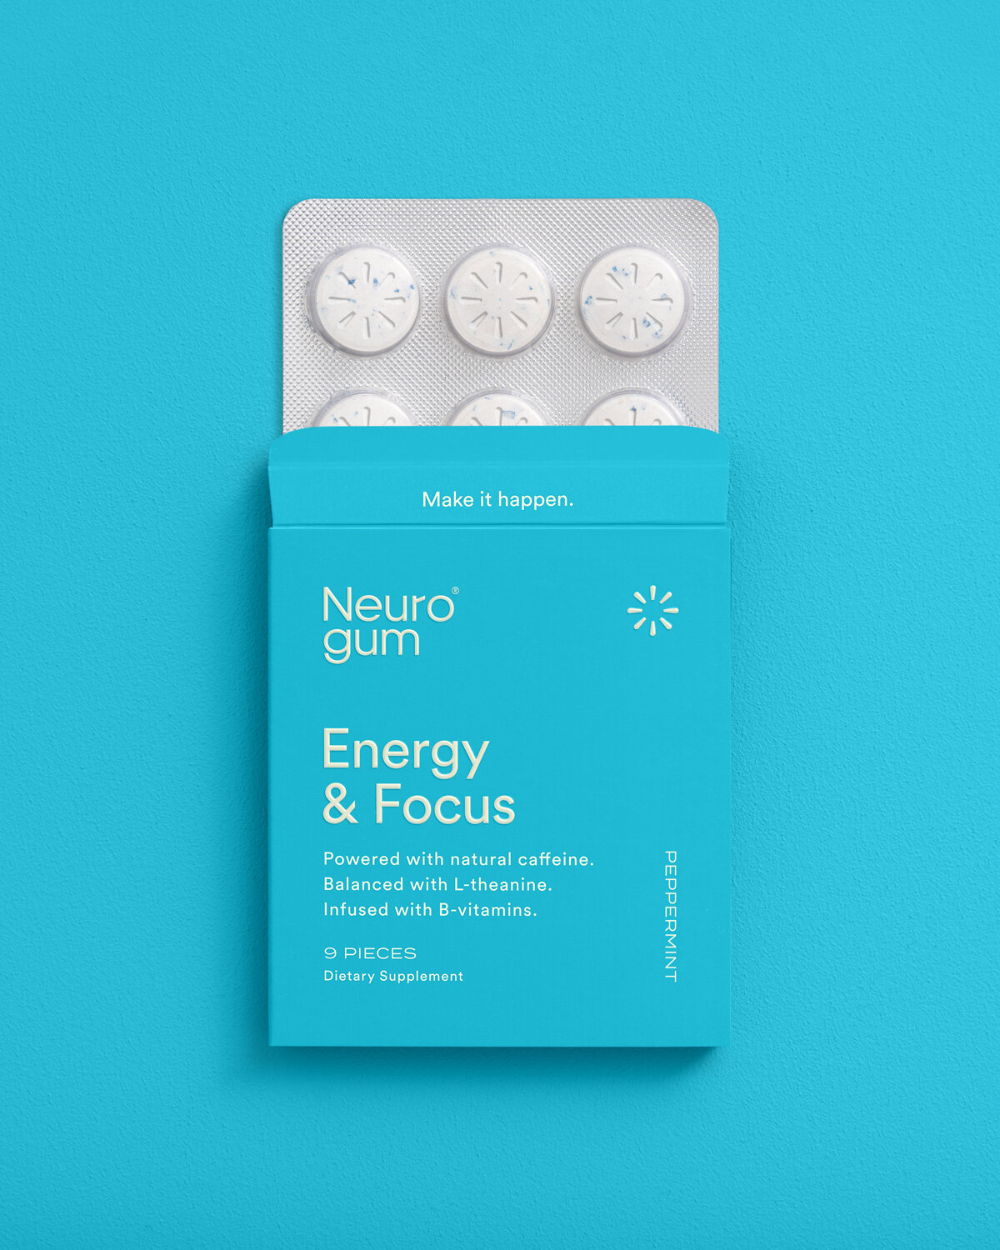 Make it happen.
Neuro®
gum
Energy
& Focus
Powered with natural caffeine.
Balanced with L-theanine.
Infused with B-vitamins.
9 PIECES
Dietary Supplement
PEPPERMINT